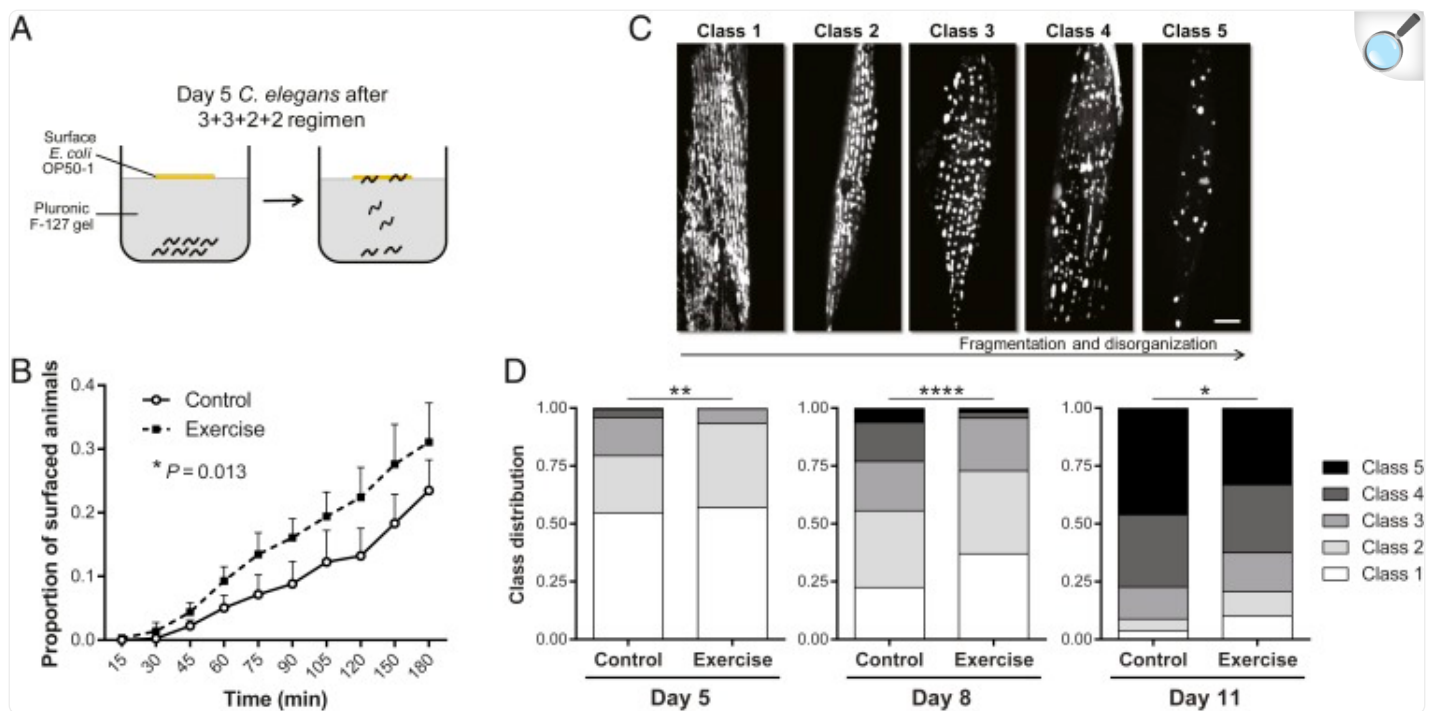 A
Day 5 C. elegans after
3+3+2+2 regimen
Surface
E. coli
OP50-1
Pluronic
F-127 gel
B
Proportion of surfaced animals
0.4
0.3
0.2
0.1
0.0
Control
Exercise
* P = 0.013
15 30 45 60 75 90 105 120 150 180
Time (min)
C
Class 1 Class 2 Class 3 Class 4 Class 5
Fragmentation and disorganization
D
Class distribution
**
1.00
0.75
0.50
0.25
0.00
Control Exercise
Day 5
****
1.00
0.75
0.50
0.25
0.00
Control Exercise
Day 8
*
1.00
0.75
0.50
0.25
0.00
Control Exercise
Day 11
Class 5
Class 4
Class 3
Class 2
Class 1